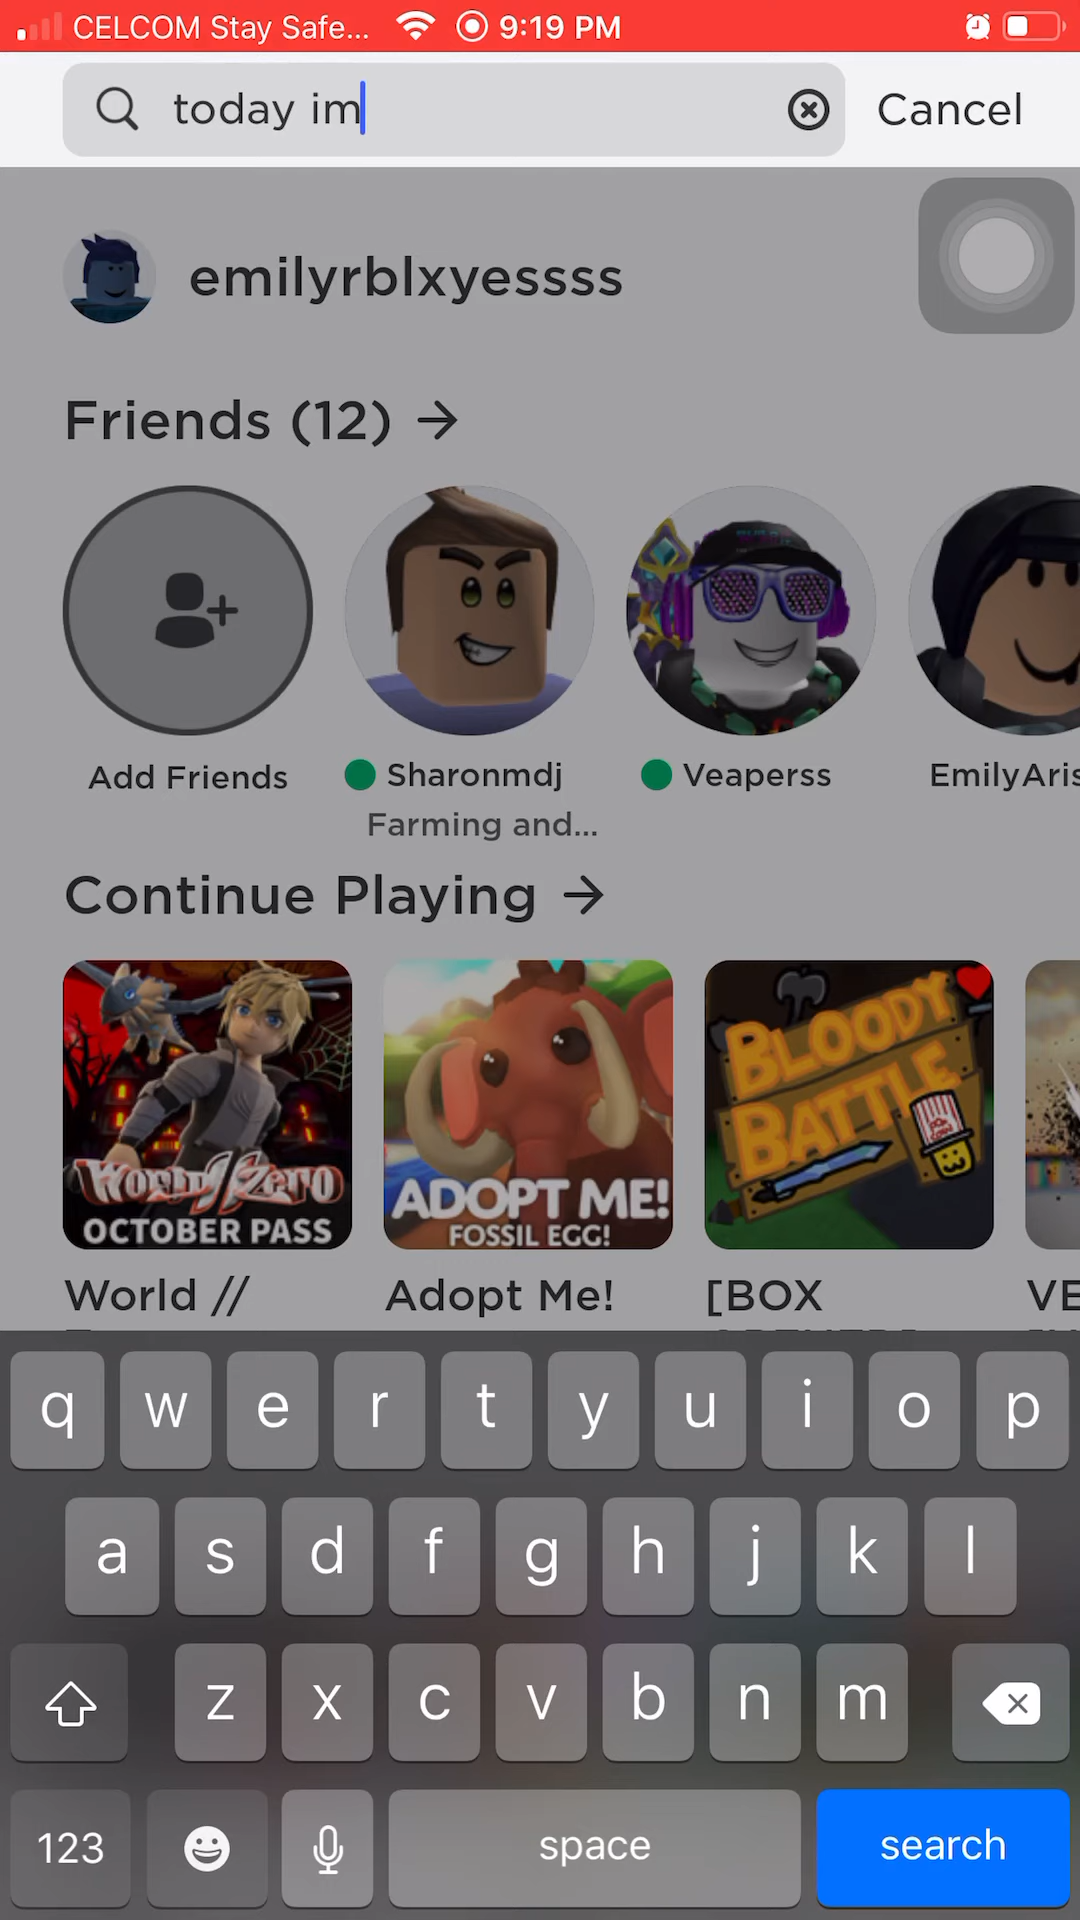 CELCOM Stay Safe... 9:19 PM
today im Cancel
emilyrblxyessss
Friends (12) →
Add Friends Sharonmdj Veaperss EmilyAris
Farming and...
Continue Playing →
WORLD // ZERO
OCTOBER PASS
ADOPT ME!
FOSSIL EGG!
BLOODY
BATTLE
World // Adopt Me! [BOX VE
q w e r t y u i o p
a s d f g h j k l
z x c v b n m
123 space search